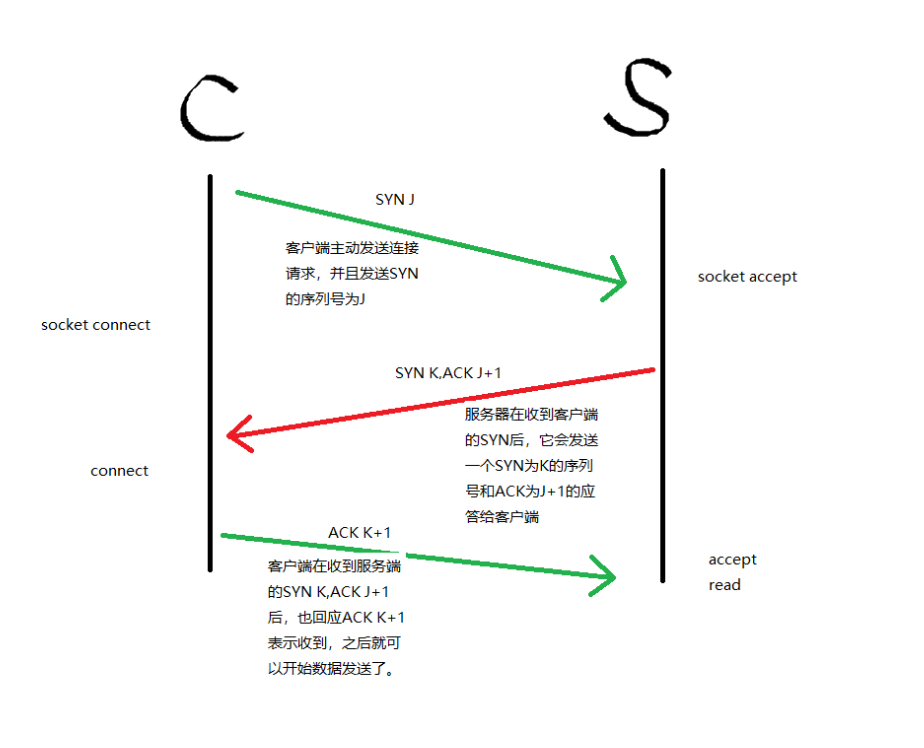 C
S
SYN J
客户端主动发送连接
请求，并且发送SYN
的序列号为J
socket accept
socket connect
SYN K,ACK J+1
服务器在收到客户端
的SYN后，它会发送
一个SYN为K的序列
号和ACK为J+1的应
答给客户端
connect
ACK K+1
客户端在收到服务端
的SYN K,ACK J+1
后，也回应ACK K+1
表示收到，之后就可
以开始数据发送了。
accept
read